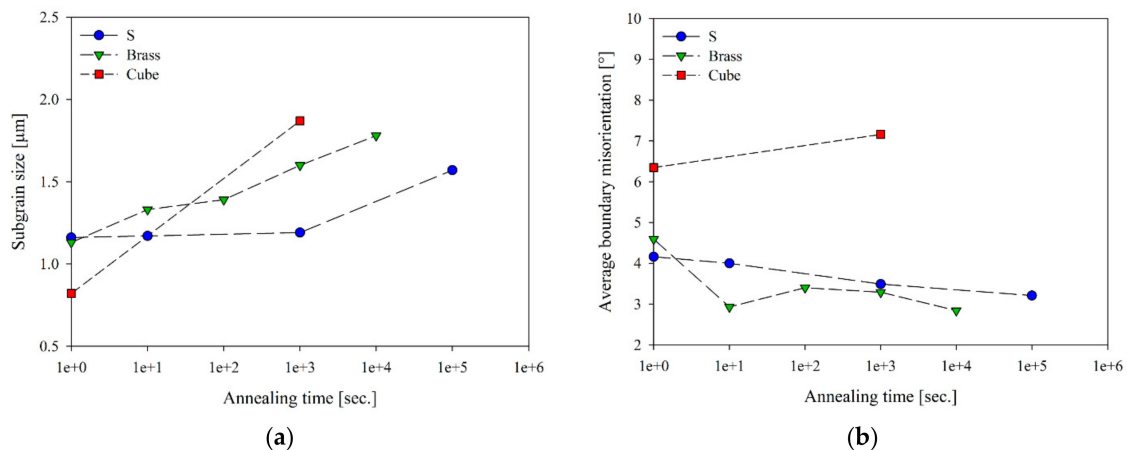 2.5
2.0
1.5
1.0
0.5
Subgrain size [µm]
S
Brass
Cube
1e+0 1e+1 1e+2 1e+3 1e+4 1e+5 1e+6
Annealing time [sec.]
(a)
10
9
8
7
6
5
4
3
2
Average boundary misorientation [°]
S
Brass
Cube
1e+0 1e+1 1e+2 1e+3 1e+4 1e+5 1e+6
Annealing time [sec.]
(b)